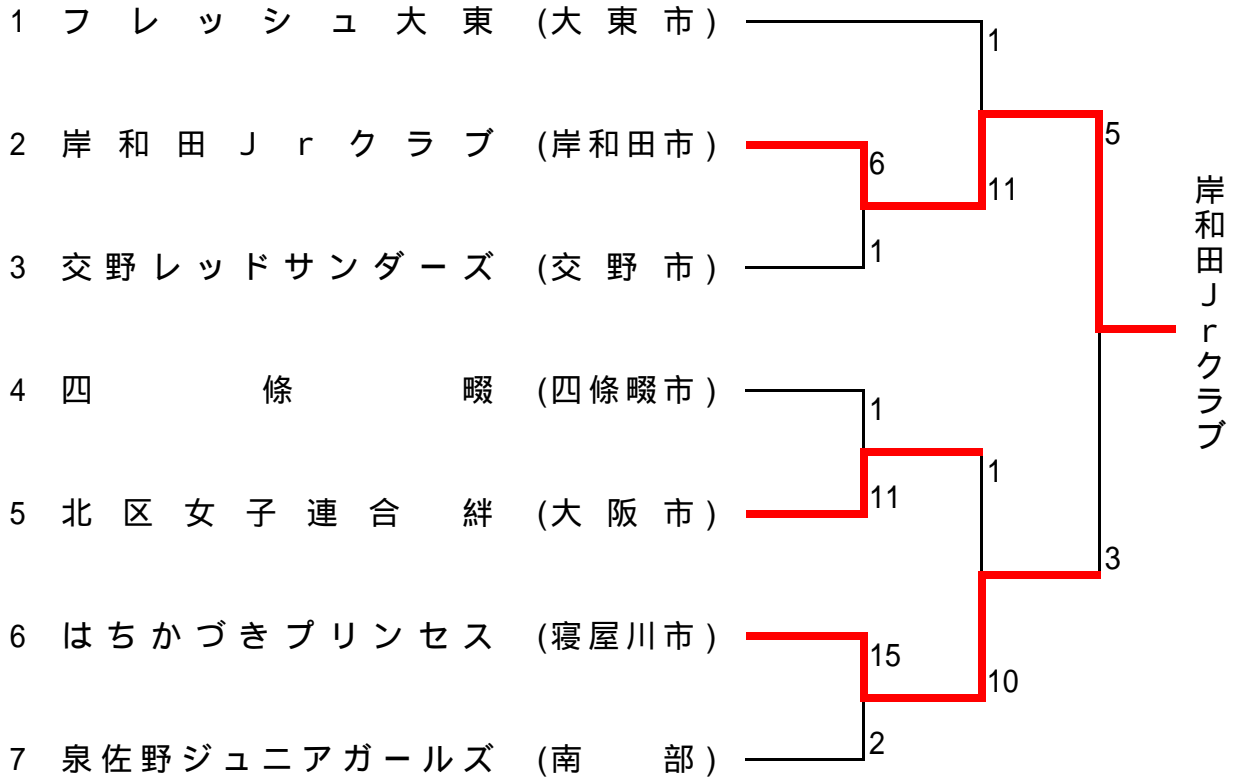 1 フレッシュ大東 (大東市)
1
2 岸和田Ｊｒクラブ (岸和田市)
6
11
5
3 交野レッドサンダーズ (交野市)
1
岸和田Ｊｒクラブ
4 四條畷 (四條畷市)
1
1
5 北区女子連合 絆 (大阪市)
11
3
6 はちかづきプリンセス (寝屋川市)
15
10
7 泉佐野ジュニアガールズ (南部)
2